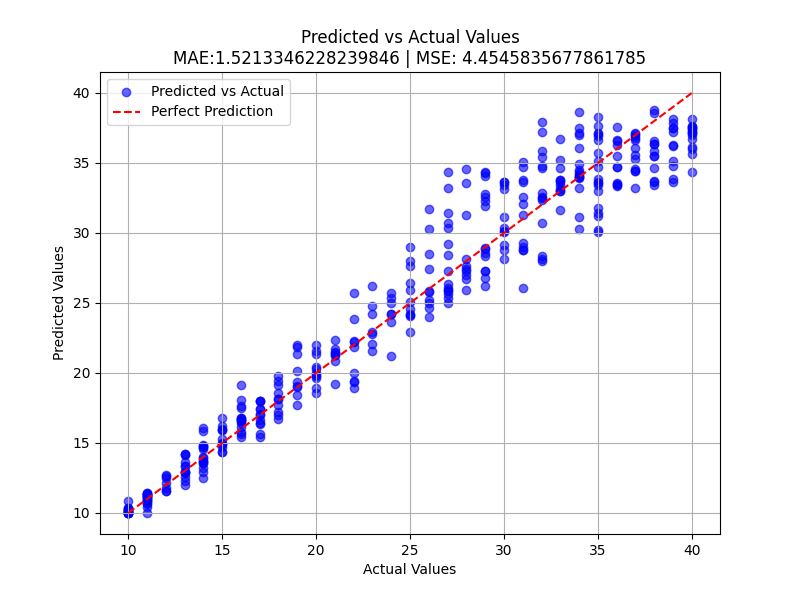 Predicted vs Actual Values
MAE:1.5213346228239846 | MSE: 4.4545835677861785
Predicted vs Actual
Perfect Prediction
40
35
30
25
20
15
10
Predicted Values
10 15 20 25 30 35 40
Actual Values